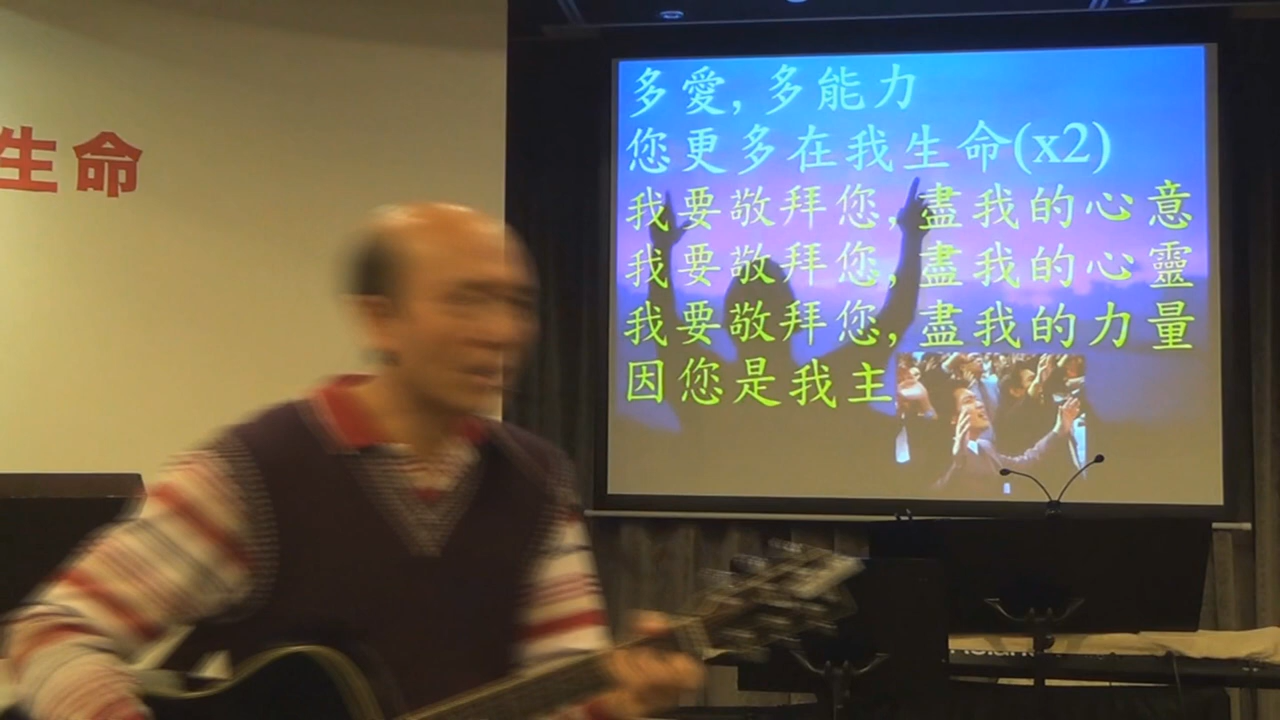 生命
多愛,多能力
您更多在我生命(x2)
我要敬拜您,盡我的心意
我要敬拜您,盡我的心靈
我要敬拜您,盡我的力量
因您是我主